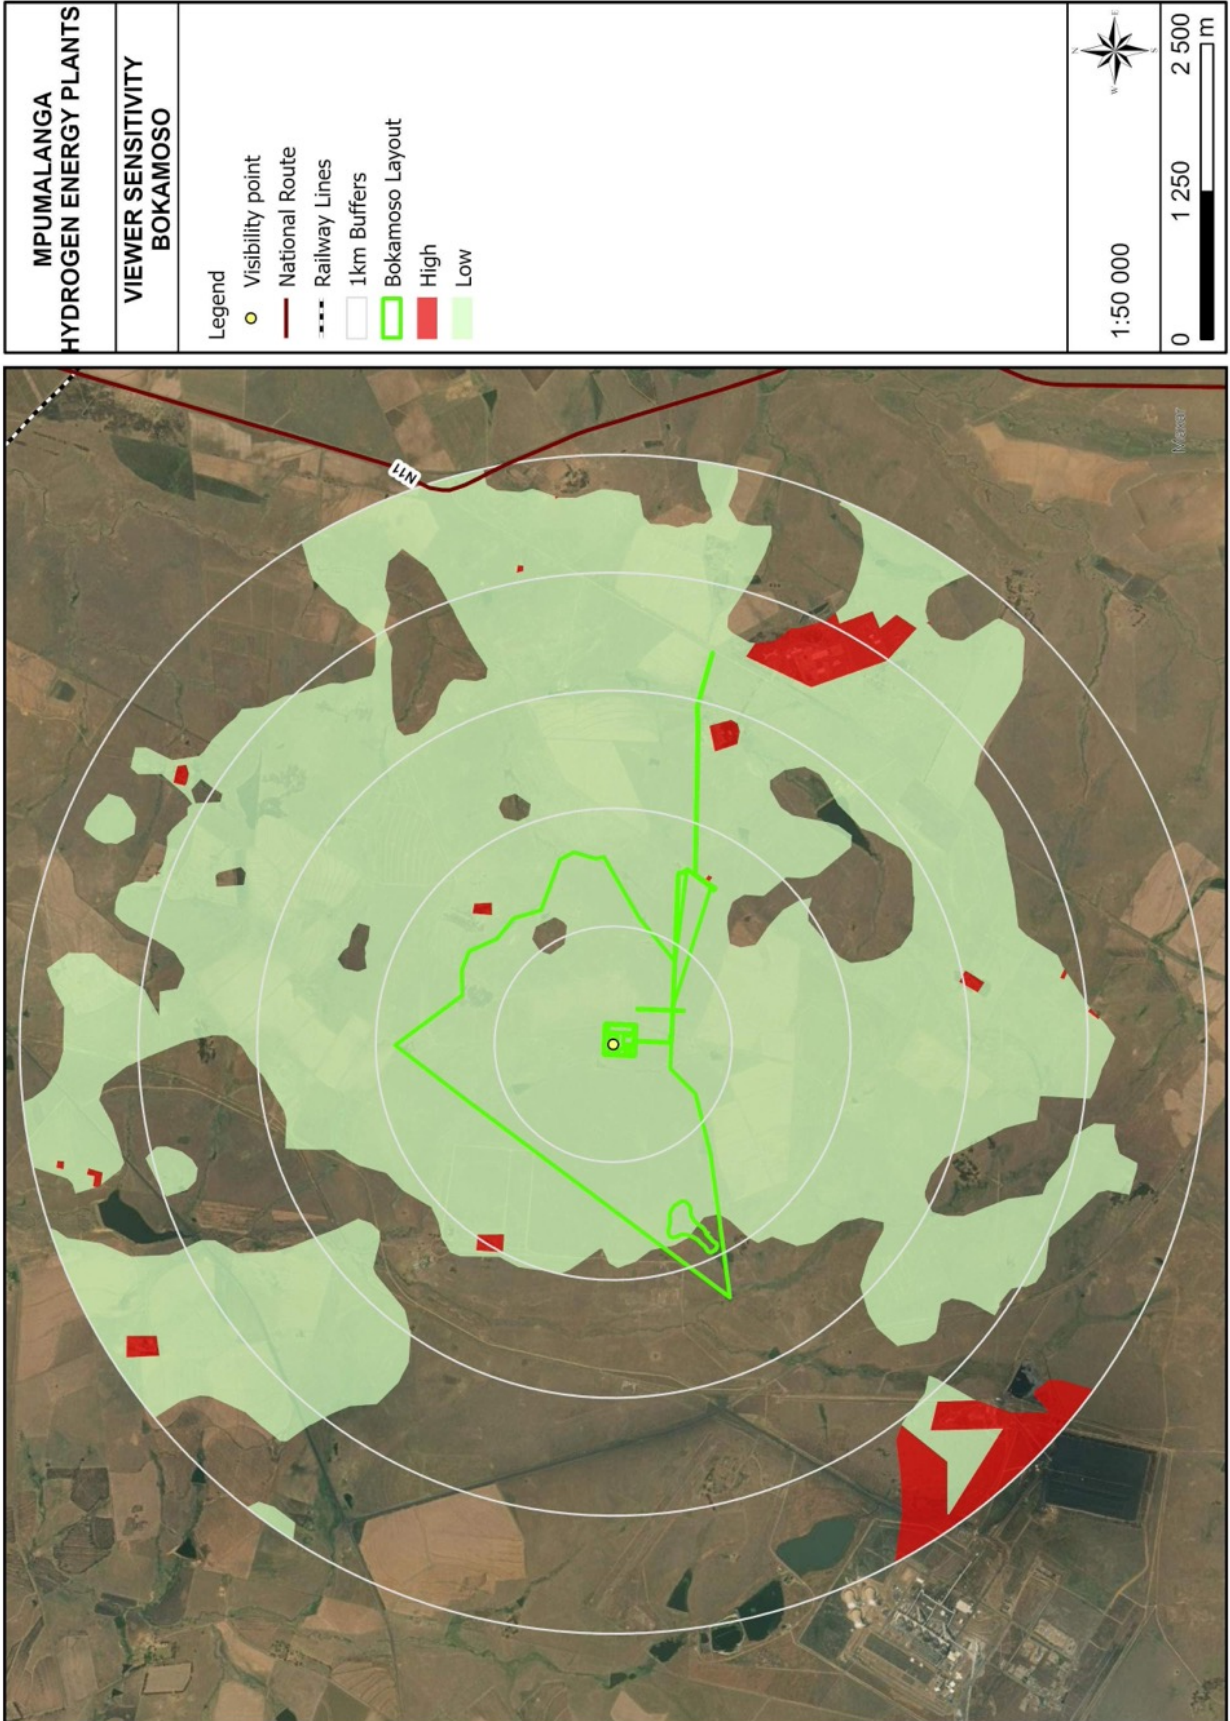 MPUMALANGA
HYDROGEN ENERGY PLANTS
VIEWER SENSITIVITY
BOKAMOSO
Legend
Visibility point
National Route
Railway Lines
1km Buffers
Bokamoso Layout
High
Low
N
E
S
W
1:50 000
0 1 250 2 500
m
N11
Maxar